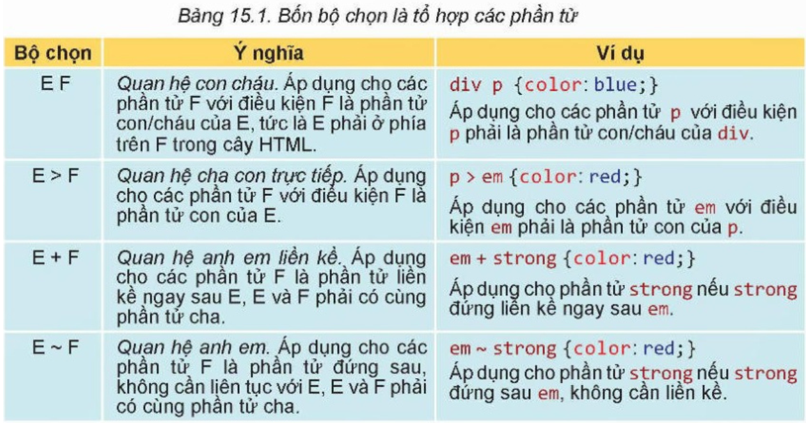 Bảng 15.1. Bốn bộ chọn là tổ hợp các phần tử
Bộ chọn Ý nghĩa Ví dụ
E F
Quan hệ con cháu. Áp dụng cho các
phần tử F với điều kiện F là phần tử
con/cháu của E, tức là E phải ở phía
trên F trong cây HTML.
div p {color: blue;}
Áp dụng cho các phần tử p với điều kiện
p phải là phần tử con/cháu của div.
E > F
Quan hệ cha con trực tiếp. Áp dụng
cho các phần tử F với điều kiện F là
phần tử con của E.
p > em {color: red;}
Áp dụng cho các phần tử em với điều
kiện em phải là phần tử con của p.
E + F
Quan hệ anh em liền kề. Áp dụng
cho các phần tử F là phần tử liền
kề ngay sau E, E và F phải có cùng
phần tử cha.
em + strong {color: red;}
Áp dụng cho phần tử strong nếu strong
đứng liền kề ngay sau em.
E ~ F
Quan hệ anh em. Áp dụng cho các
phần tử F là phần tử đứng sau,
không cần liên tục với E, E và F phải
có cùng phần tử cha.
em ~ strong {color: red;}
Áp dụng cho phần tử strong nếu strong
đứng sau em, không cần liền kề.